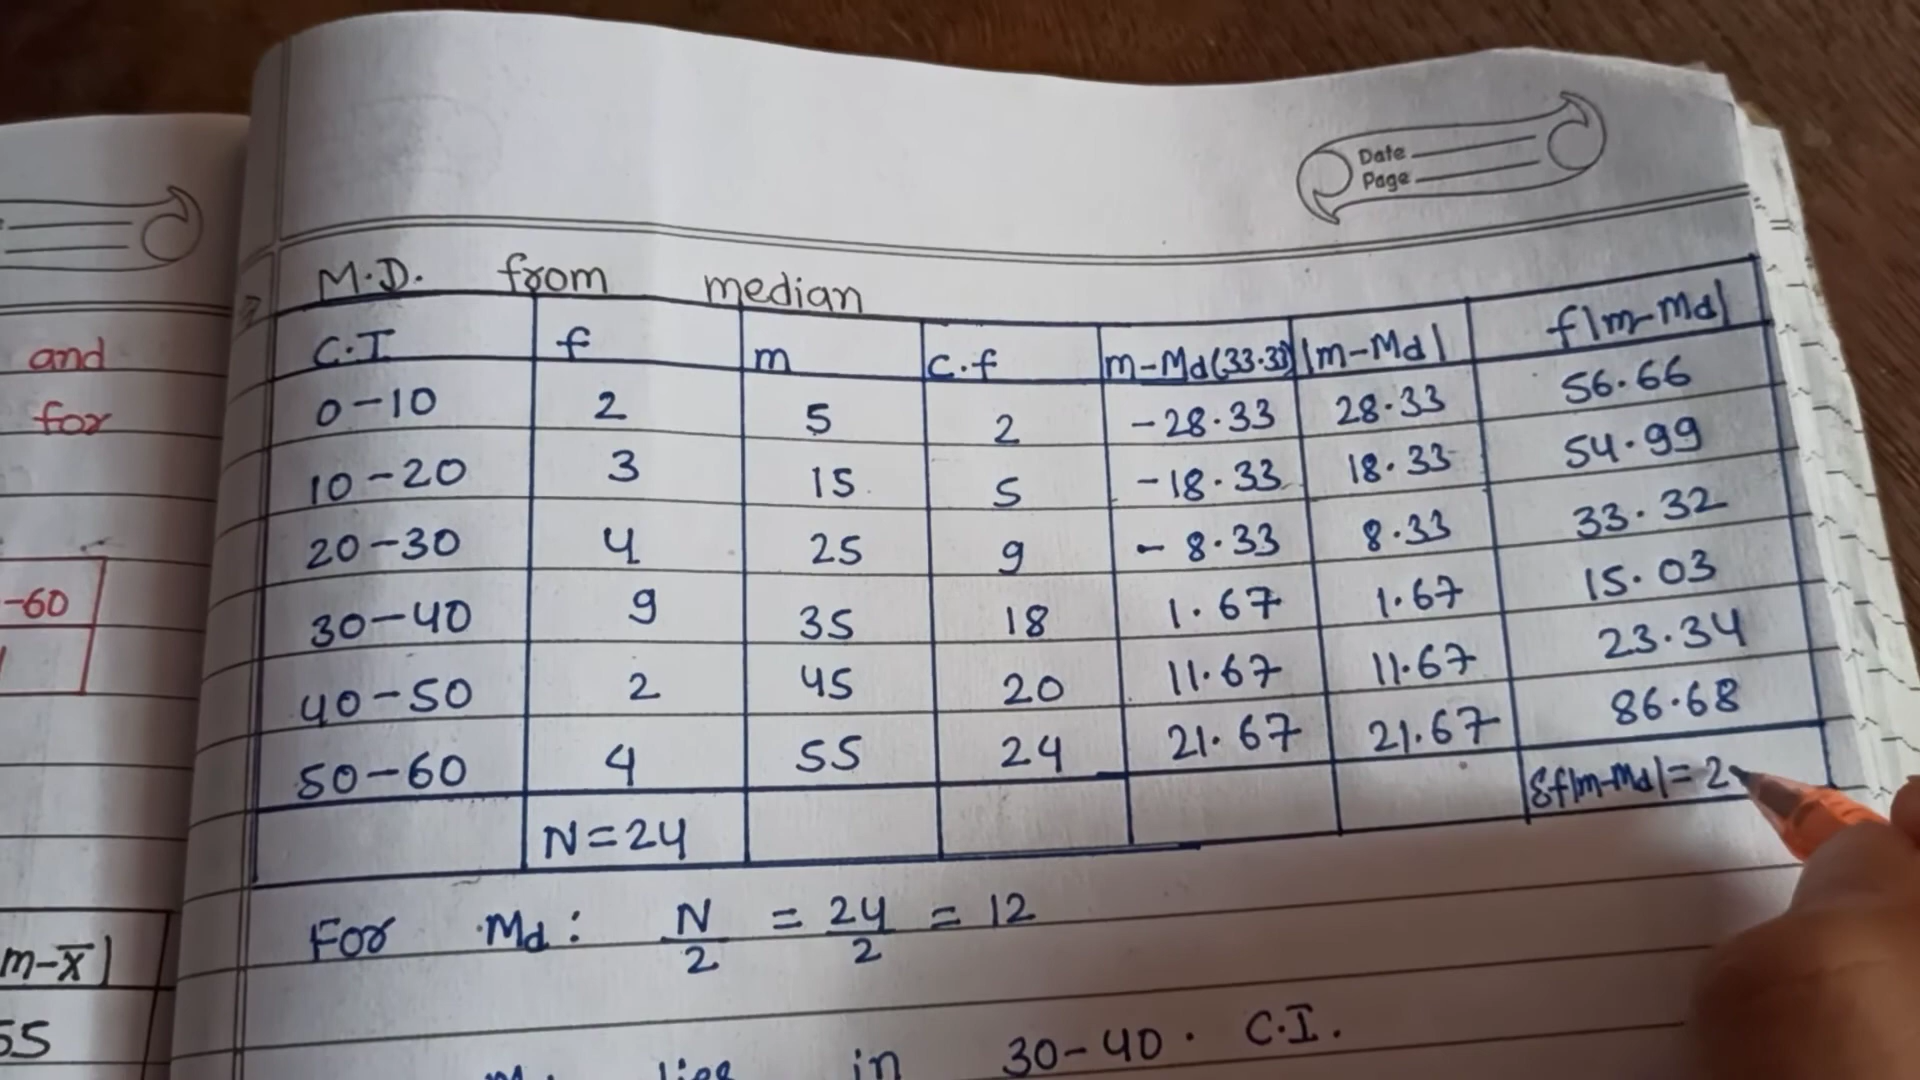 Date
Page
M.D. from median
C.I f m c.f m-Md(33.33) |m-Md| f|m-Md|
0-10 2 5 2 -28.33 28.33 56.66
10-20 3 15 5 -18.33 18.33 54.99
20-30 4 25 9 -8.33 8.33 33.32
30-40 9 35 18 1.67 1.67 15.03
40-50 2 45 20 11.67 11.67 23.34
50-60 4 55 24 21.67 21.67 86.68
N=24 Σf|m-Md|=2
For Md: N/2 = 24/2 = 12
lies in 30-40. C.I.
and
for
-60
m-x̄|
55